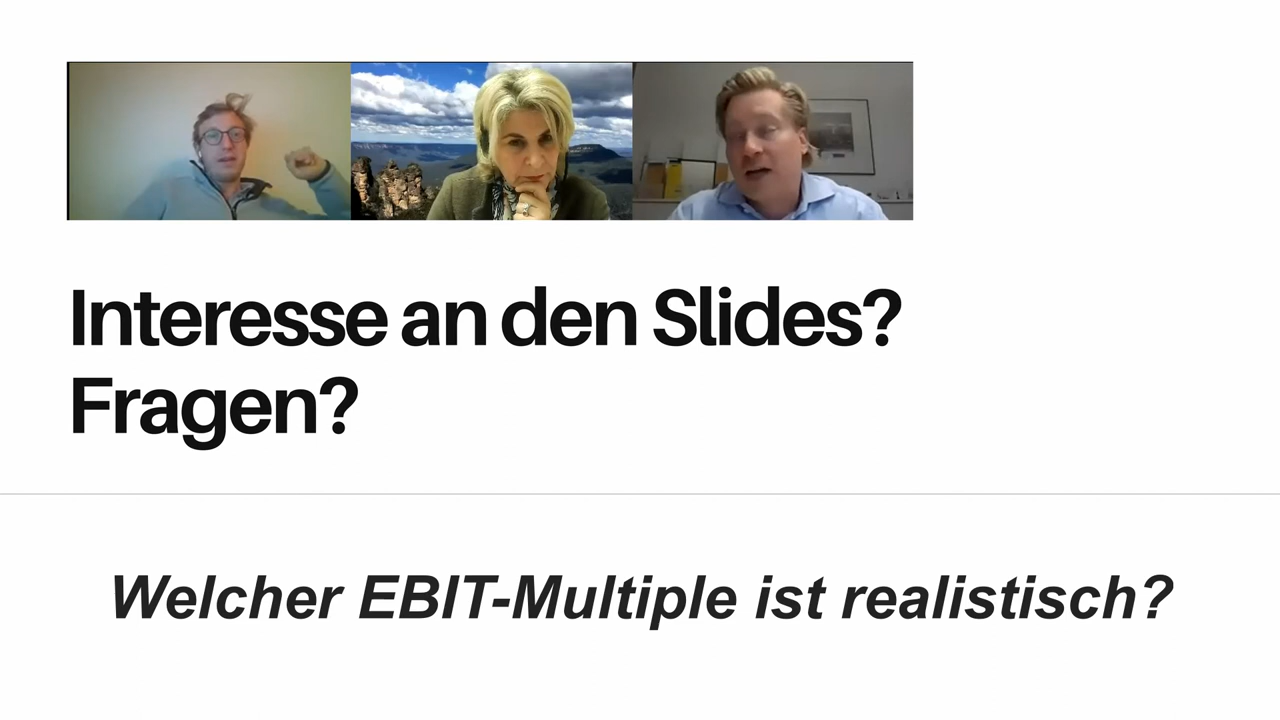 Interesse an den Slides?
Fragen?
Welcher EBIT-Multiple ist realistisch?